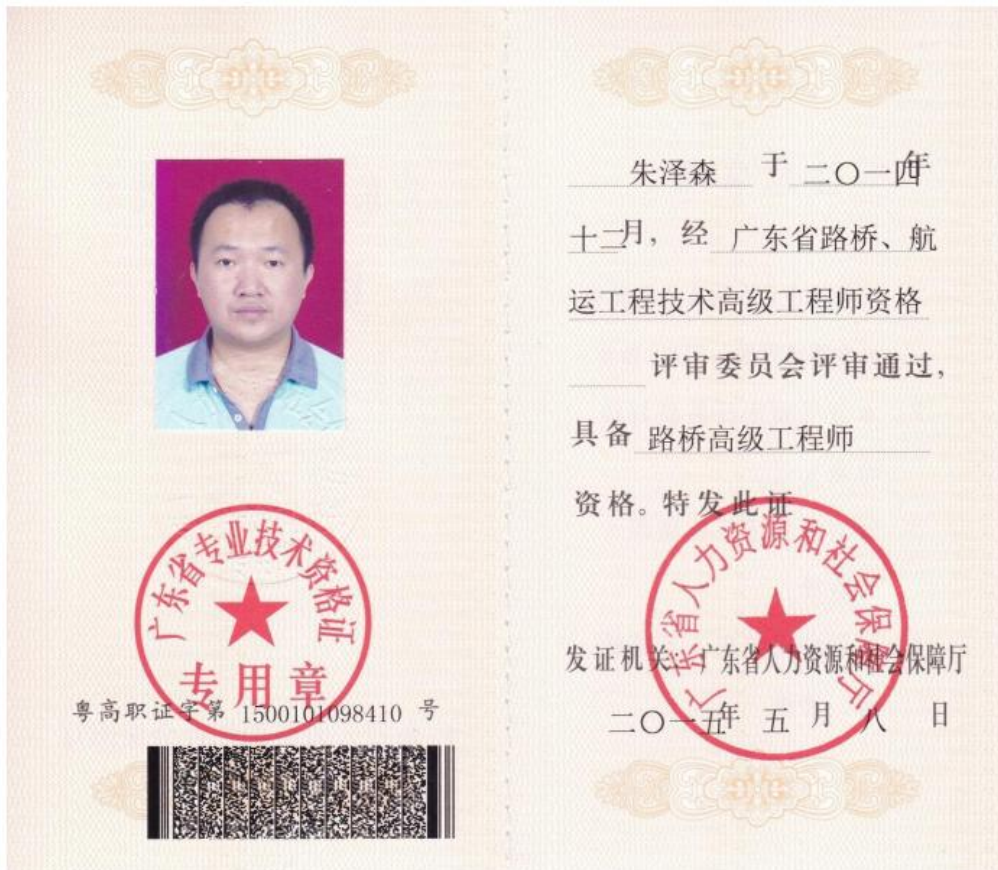 广东省专业技术资格证
专用章
粤高职证字第 1500101098410 号
朱泽森 于 二〇一四年
十二月，经 广东省路桥、航
运工程技术高级工程师资格
评审委员会评审通过，
具备 路桥高级工程师
资格。特发此证
广东省人力资源和社会保障厅
发证机关 广东省人力资源和社会保障厅
二〇一五年 五 月 八 日